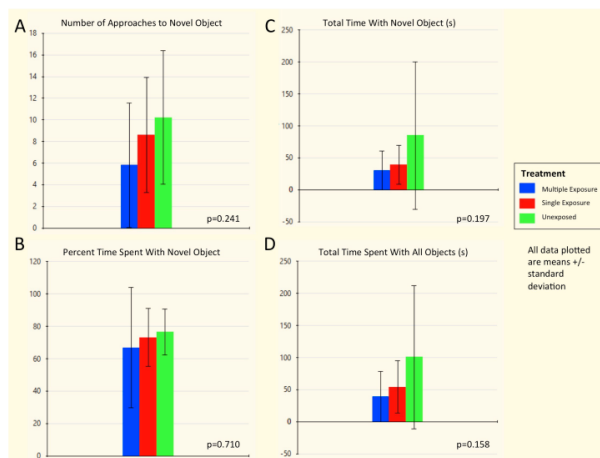 A
Number of Approaches to Novel Object
18
16
14
12
10
8
6
4
2
0
p=0.241
C
Total Time With Novel Object (s)
250
200
150
100
50
0
-50
p=0.197
B
Percent Time Spent With Novel Object
120
100
80
60
40
20
0
p=0.710
D
Total Time Spent With All Objects (s)
250
200
150
100
50
0
-50
p=0.158
Treatment
Multiple Exposure
Single Exposure
Unexposed
All data plotted
are means +/-
standard
deviation